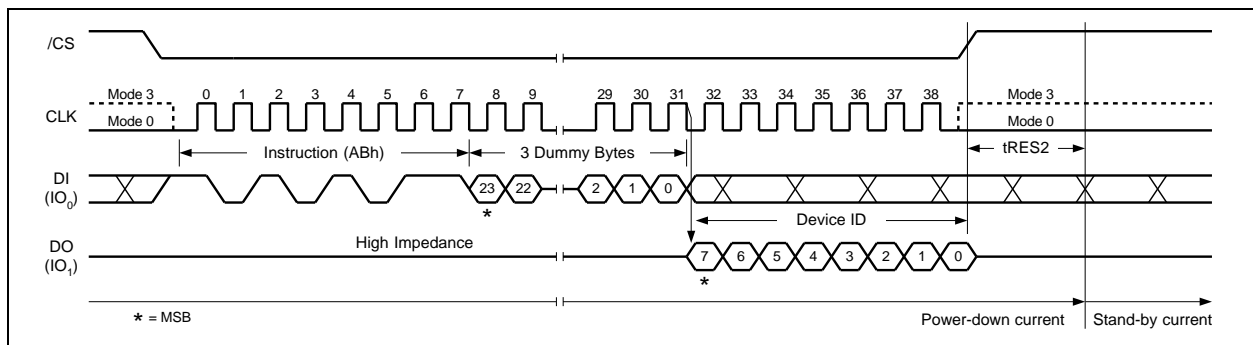 /CS
Mode 3 0 1 2 3 4 5 6 7 8 9 29 30 31 32 33 34 35 36 37 38 Mode 3
CLK
Mode 0 Mode 0
Instruction (ABh) 3 Dummy Bytes tRES2
DI
(IO0)
23 22 2 1 0
*
Device ID
High Impedance
DO
(IO1)
7 6 5 4 3 2 1 0
*
* = MSB
Power-down current Stand-by current